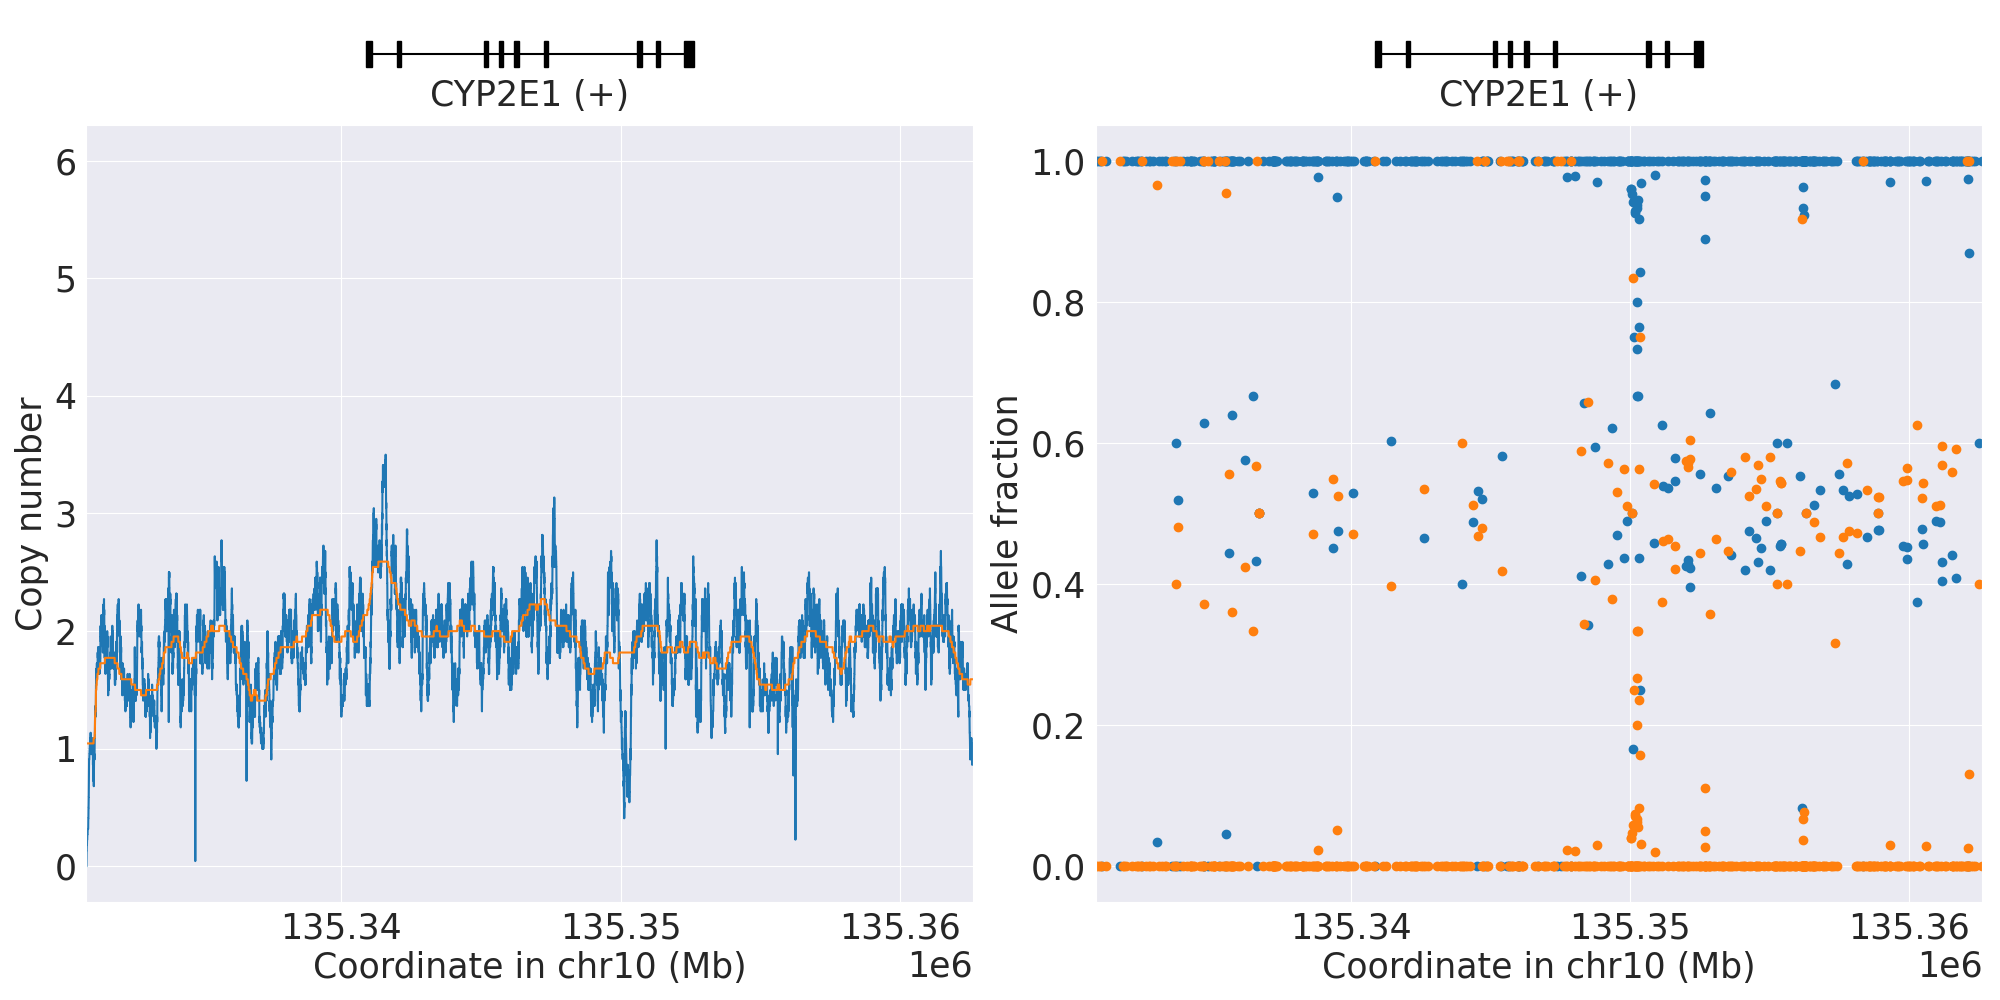 CYP2E1 (+)
6
5
4
3
2
1
0
Copy number
135.34 135.35 135.36
Coordinate in chr10 (Mb)
1e6
CYP2E1 (+)
1.0
0.8
0.6
0.4
0.2
0.0
Allele fraction
135.34 135.35 135.36
Coordinate in chr10 (Mb)
1e6